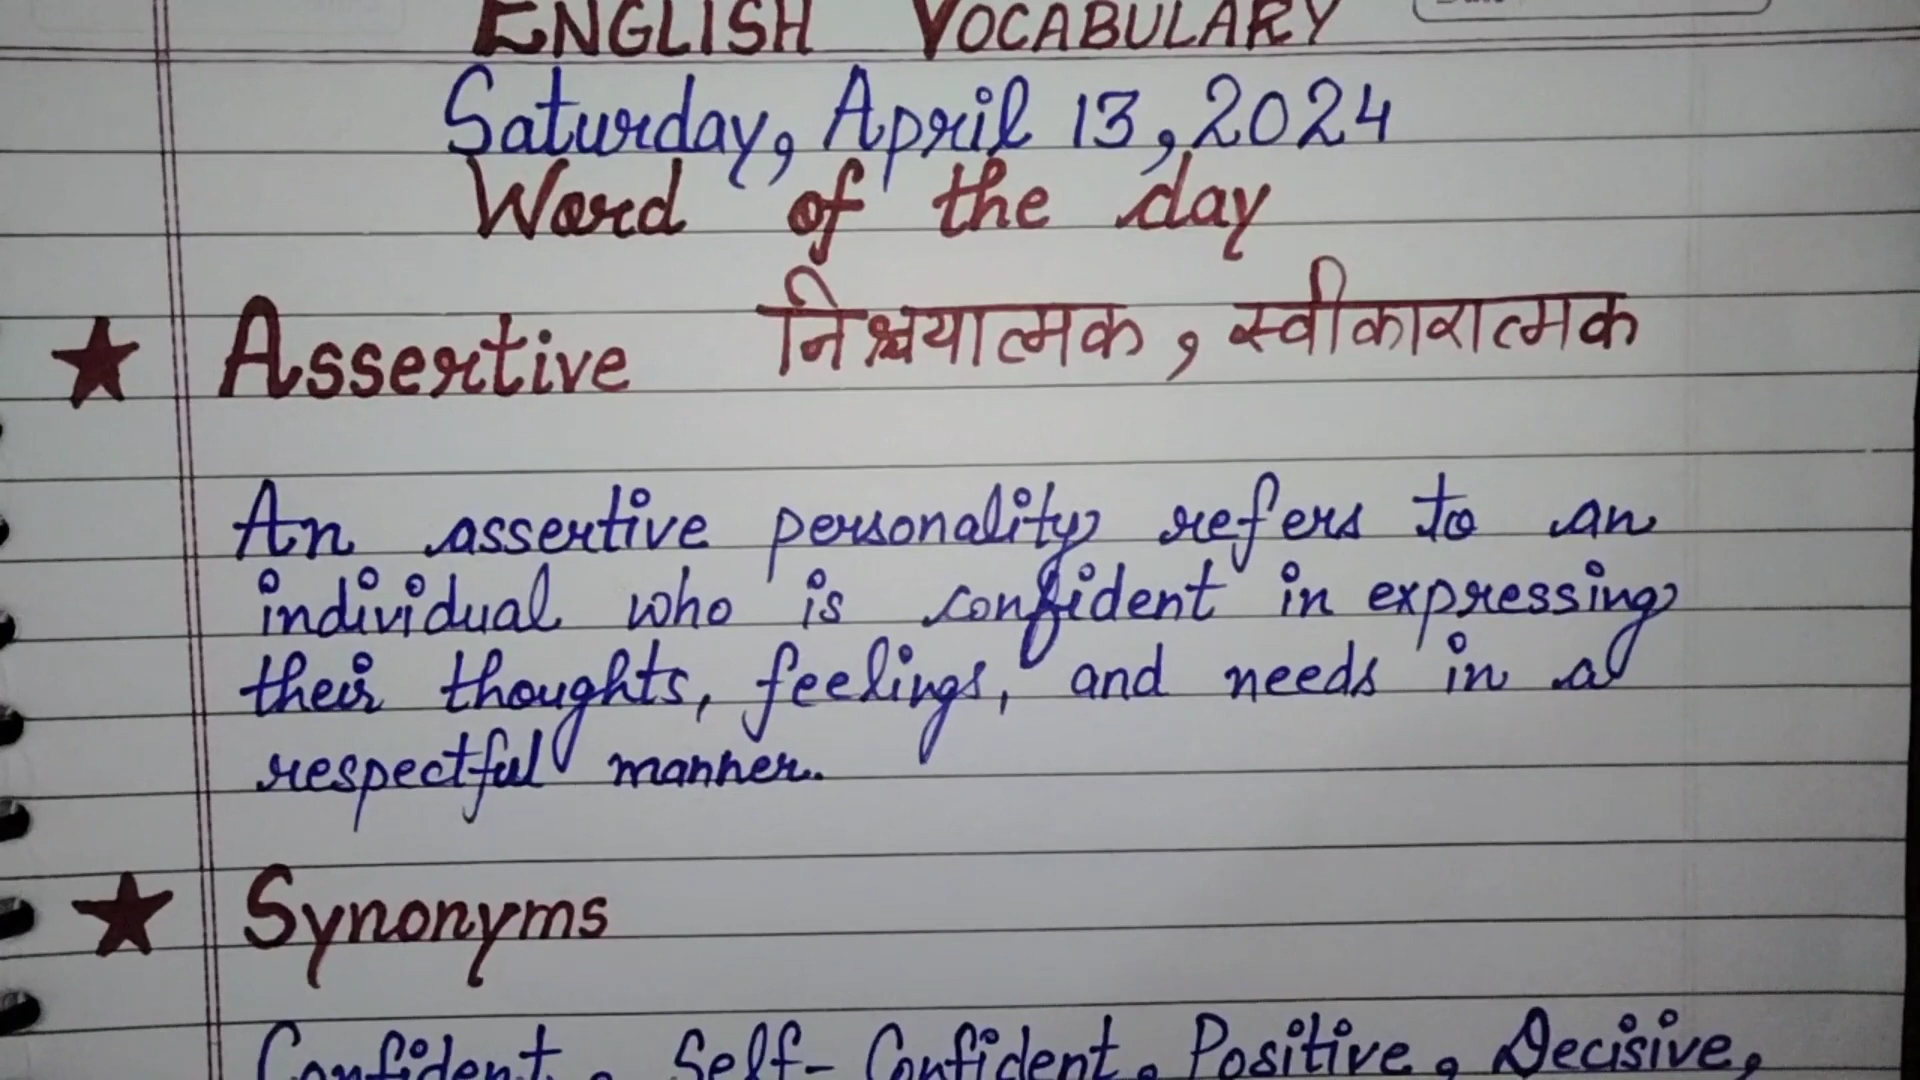 ENGLISH VOCABULARY
Saturday, April 13, 2024
Word of the day
★ Assertive निश्चयात्मक, स्वीकारात्मक
An assertive personality refers to an
individual who is confident in expressing
their thoughts, feelings, and needs in a
respectful manner.
★ Synonyms
Confident, Self-Confident, Positive, Decisive,